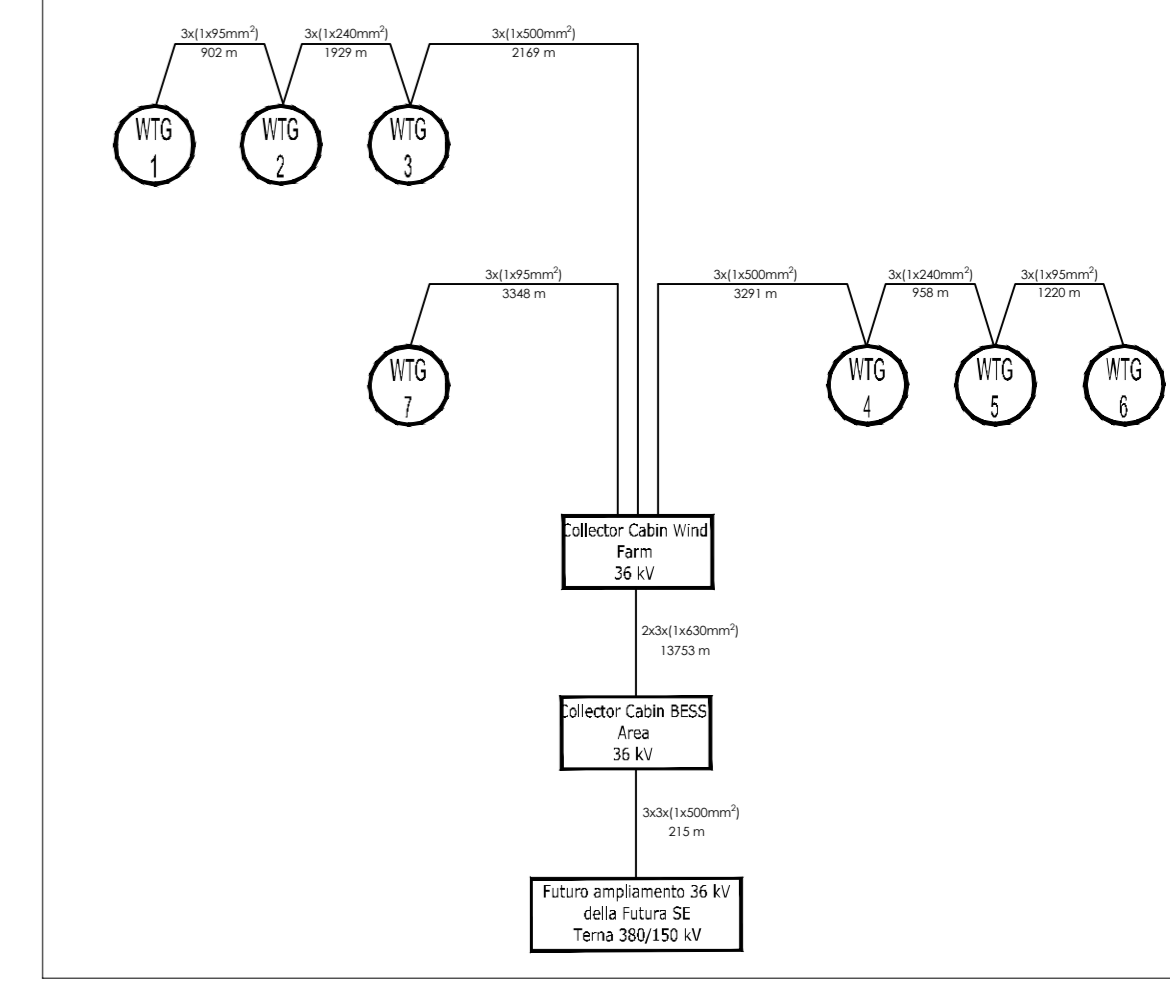 3x(1x95mm²)
902 m
3x(1x240mm²)
1929 m
3x(1x500mm²)
2169 m
WTG
1
WTG
2
WTG
3
3x(1x95mm²)
3348 m
3x(1x500mm²)
3291 m
3x(1x240mm²)
958 m
3x(1x95mm²)
1220 m
WTG
7
WTG
4
WTG
5
WTG
6
Collector Cabin Wind
Farm
36 kV
2x3x(1x630mm²)
13753 m
Collector Cabin BESS
Area
36 kV
3x3x(1x500mm²)
215 m
Futuro ampliamento 36 kV
della Futura SE
Terna 380/150 kV